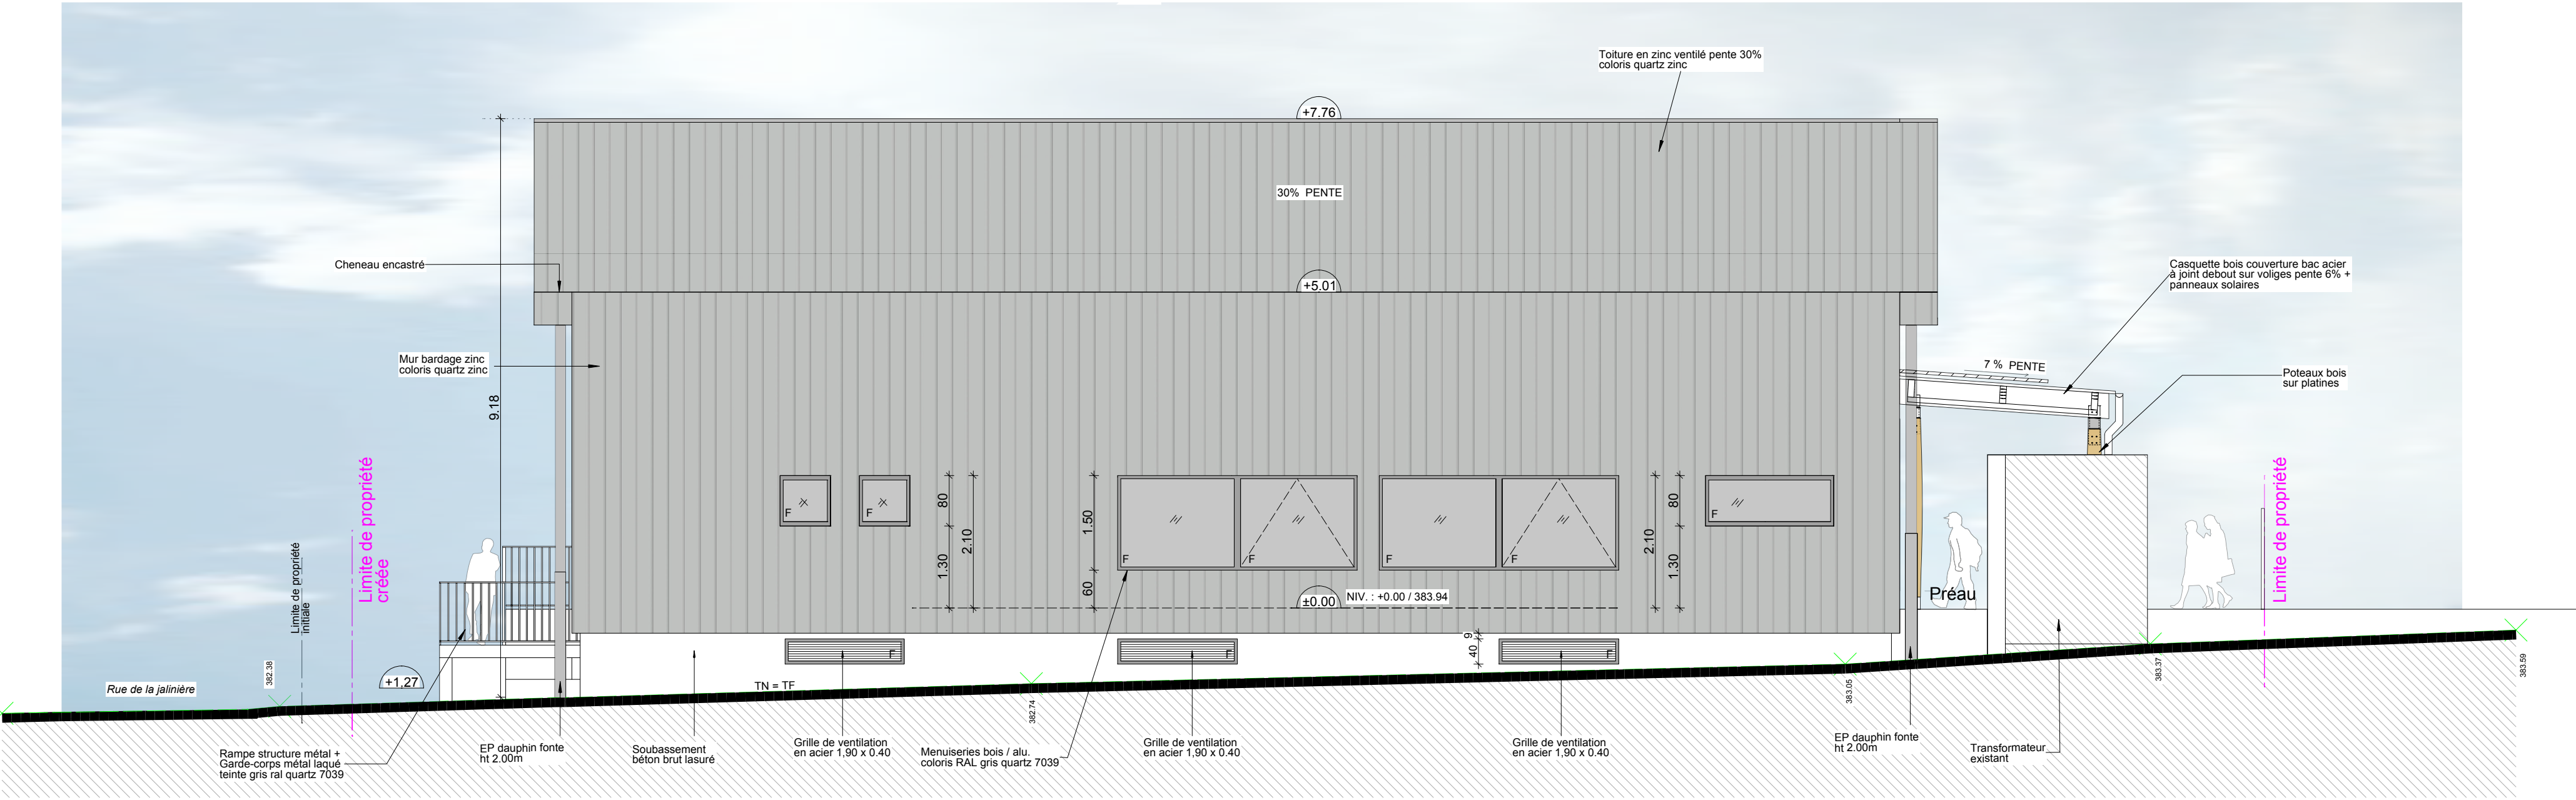 Toiture en zinc ventilé pente 30%
coloris quartz zinc
+7.76
30%  PENTE
Cheneau encastré
+5.01
Casquette bois couverture bac acier
à joint debout sur voliges pente 6% +
panneaux solaires
Mur bardage zinc
coloris quartz zinc
7 %  PENTE
Poteaux bois
sur platines
9.18
Limite de propriété
créée
Limite de propriété
initiale
F
F
80
1.30
2.10
1.50
60
F
F
F
F
2.10
80
1.30
F
±0.00
NIV. : +0.00 / 383.94
Préau
Limite de propriété
9
40
F
F
F
+1,27
Rue de la jalinière
382.38
TN = TF
382.74
383.05
383.37
383.59
Rampe structure métal +
Garde-corps métal laqué
teinte gris ral quartz 7039
EP dauphin fonte
ht 2.00m
Soubassement
béton brut lasuré
Grille de ventilation
en acier 1,90 x 0.40
Menuiseries bois / alu.
coloris RAL gris quartz 7039
Grille de ventilation
en acier 1,90 x 0.40
Grille de ventilation
en acier 1,90 x 0.40
EP dauphin fonte
ht 2.00m
Transformateur
existant